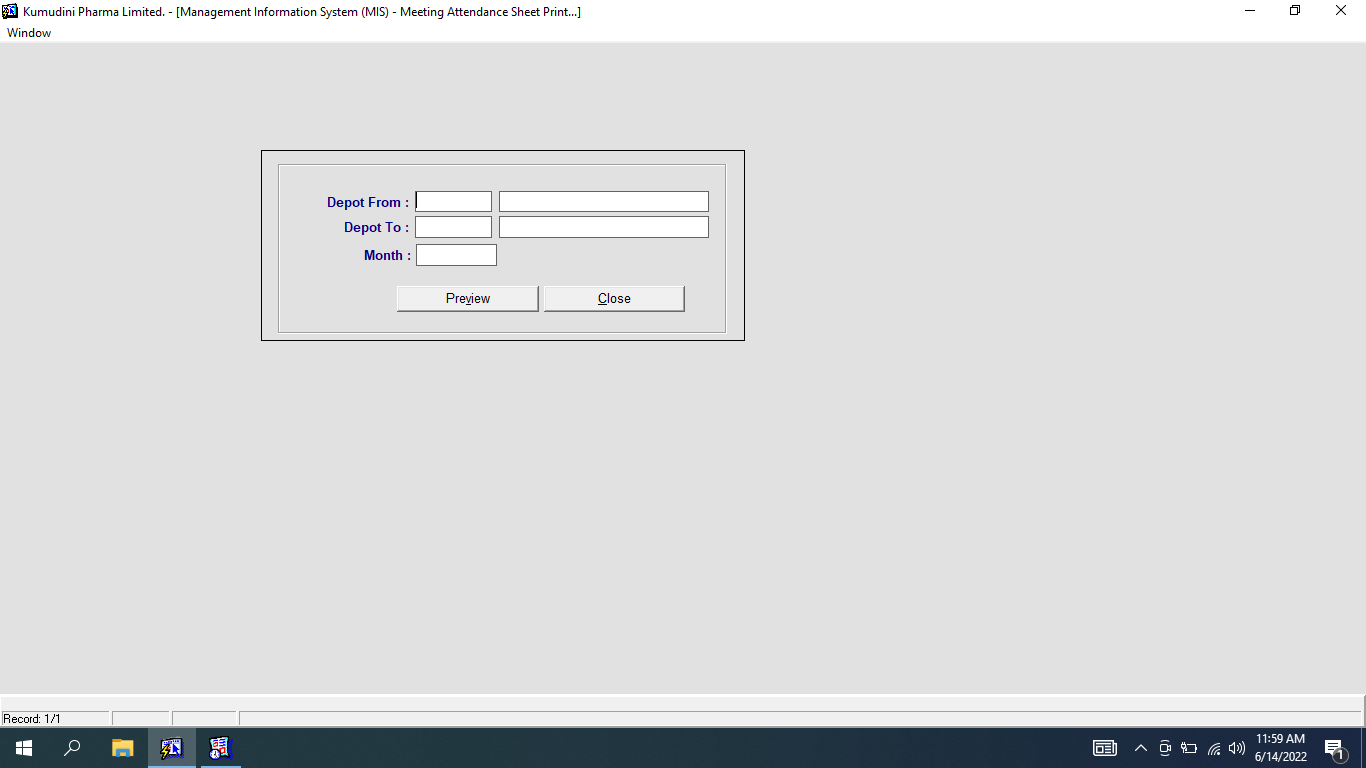 Kumudini Pharma Limited. - [Management Information System (MIS) - Meeting Attendance Sheet Print...]
Window
Depot From :
Depot To :
Month :
Preview Close
Record: 1/1
11:59 AM
6/14/2022
1